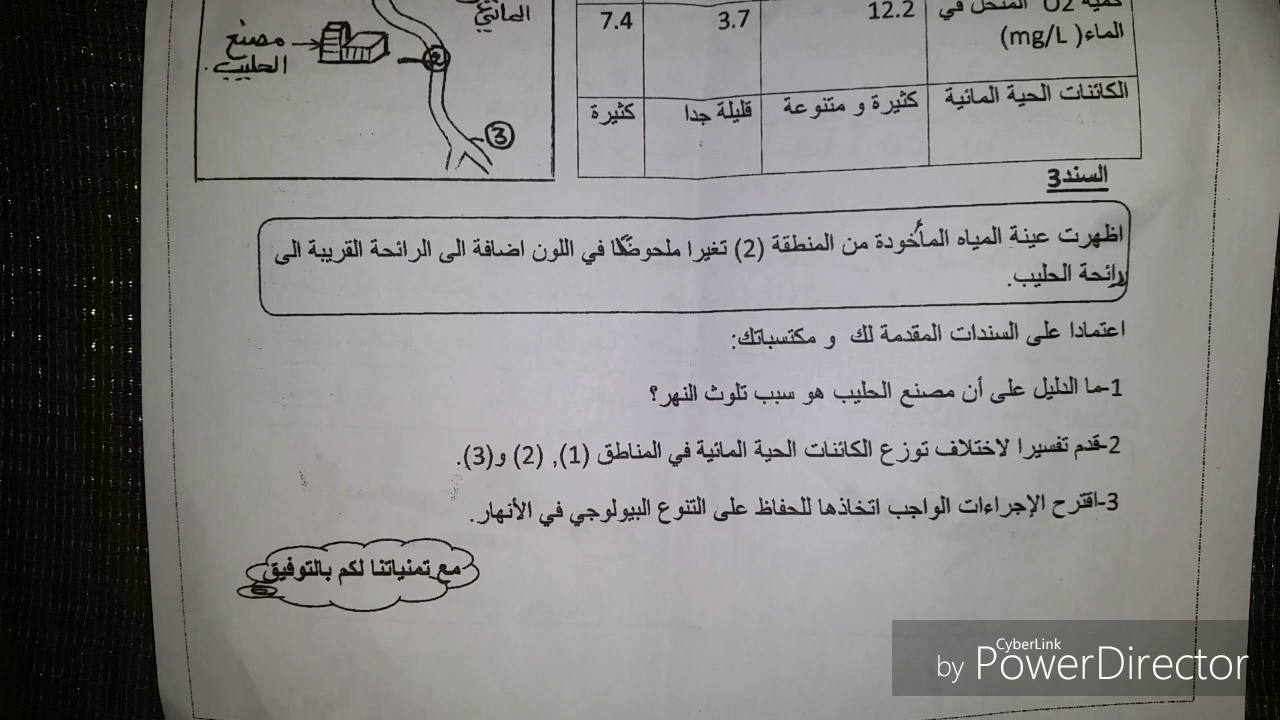 المائي
مصنع
الحليب.
3
كمية O2 المنحل في
الماء( mg/L)
12.2
3.7
7.4
الكائنات الحية المائية
كثيرة و متنوعة
قليلة جدا
كثيرة
السند3
اظهرت عينة المياه المأخودة من المنطقة (2) تغيرا ملحوظا في اللون اضافة الى الرائحة القريبة الى
رائحة الحليب.
اعتمادا على السندات المقدمة لك و مكتسباتك:
1-ما الدليل على أن مصنع الحليب هو سبب تلوث النهر؟
2-قدم تفسيرا لاختلاف توزع الكائنات الحية المائية في المناطق (1), (2) و(3).
3-اقترح الإجراءات الواجب اتخاذها للحفاظ على التنوع البيولوجي في الأنهار.
مع تمنياتنا لكم بالتوفيق
CyberLink
by PowerDirector